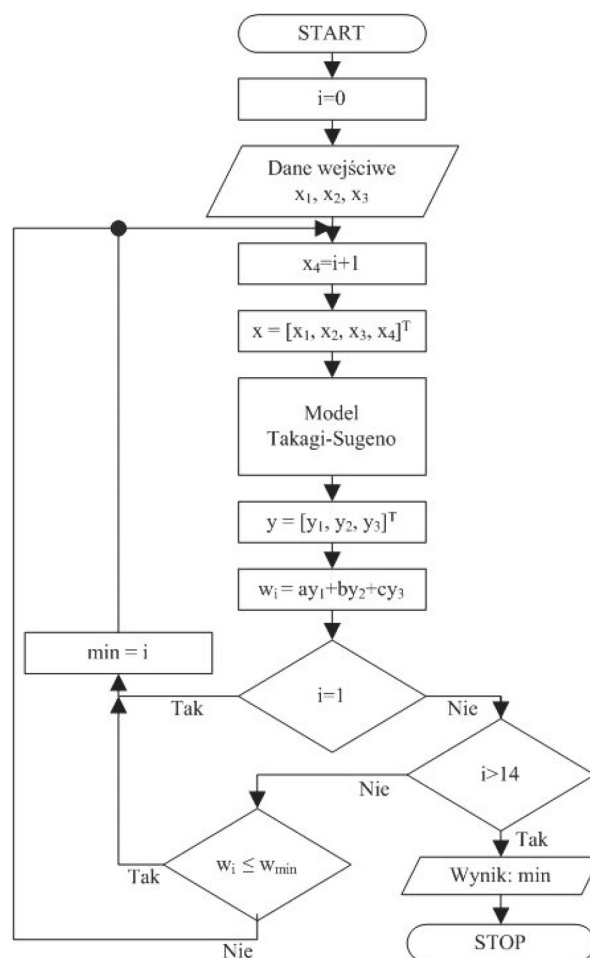 START
i=0
Dane wejściwe
x₁, x₂, x₃
x₄=i+1
x = [x₁, x₂, x₃, x₄]ᵀ
Model
Takagi-Sugeno
y = [y₁, y₂, y₃]ᵀ
wᵢ = ay₁+by₂+cy₃
min = i
i=1
Tak
Nie
i>14
Nie
Tak
wᵢ ≤ wₘᵢₙ
Tak
Nie
Wynik: min
STOP